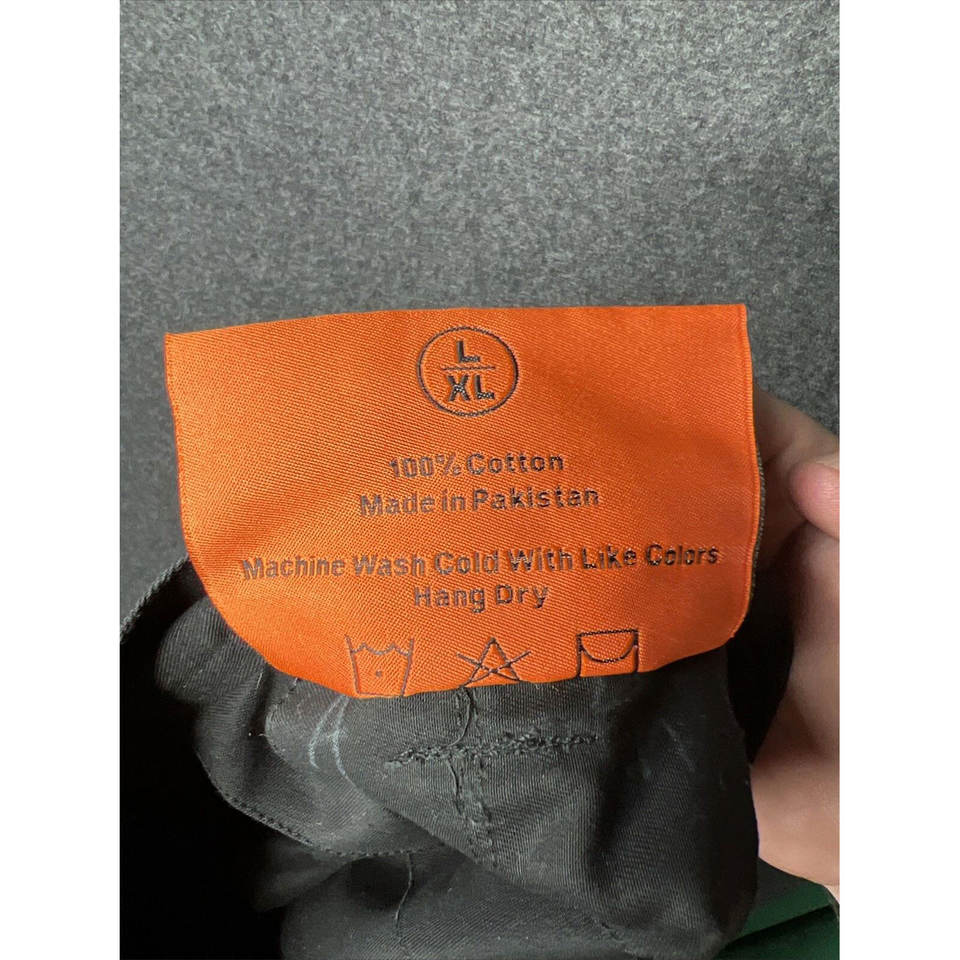 L
XL
100% Cotton
Made in Pakistan
Machine Wash Cold With Like Colors
Hang Dry